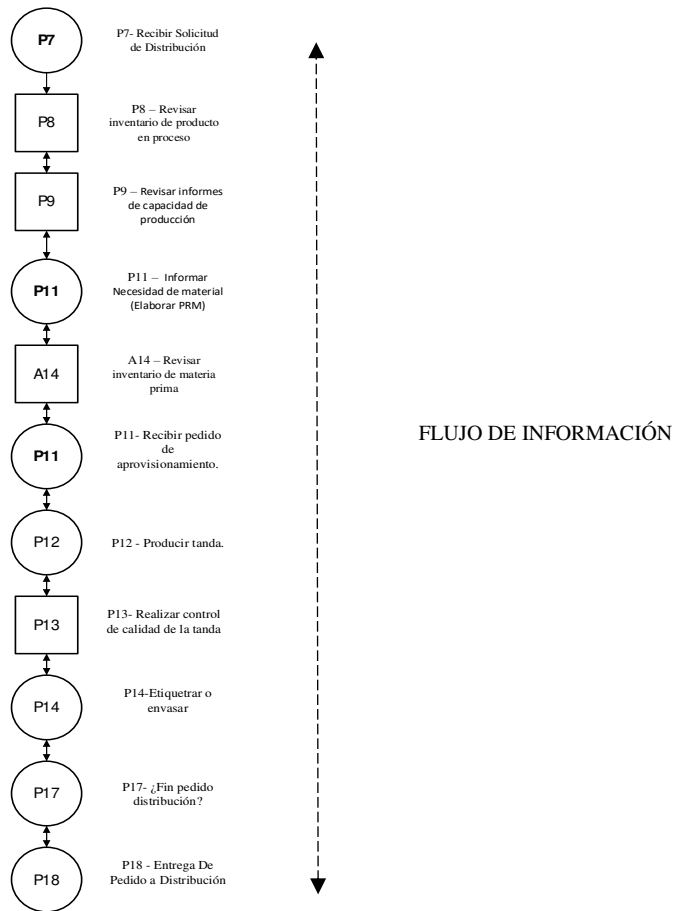 P7
P7- Recibir Solicitud
de Distribución
P8
P8 – Revisar
inventario de producto
en proceso
P9
P9 – Revisar informes
de capacidad de
producción
P11
P11 – Informar
Necesidad de material
(Elaborar PRM)
A14
A14 – Revisar
inventario de materia
prima
FLUJO DE INFORMACIÓN
P11
P11- Recibir pedido
de
aprovisionamiento.
P12
P12 - Producir tanda.
P13
P13- Realizar control
de calidad de la tanda
P14
P14-Etiquetrar o
envasar
P17
P17- ¿Fin pedido
distribución?
P18
P18 - Entrega De
Pedido a Distribución